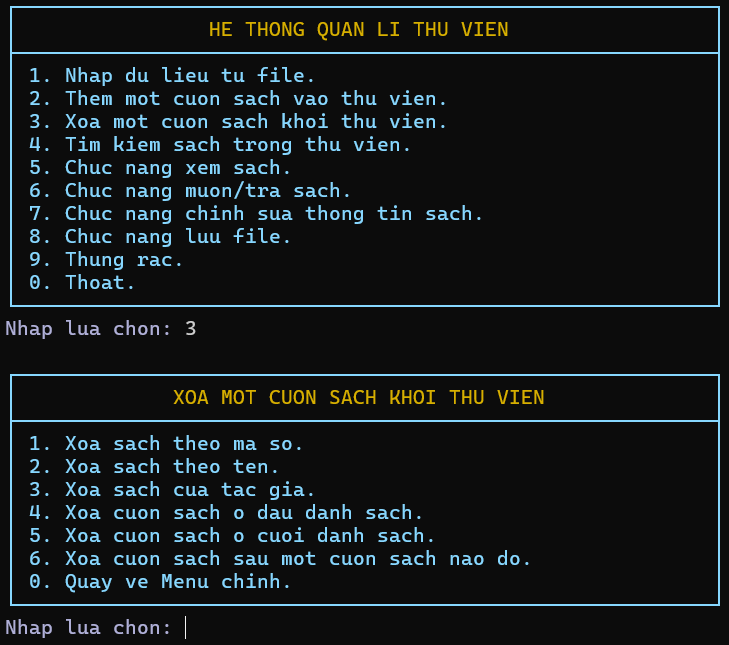 HE THONG QUAN LI THU VIEN
1. Nhap du lieu tu file.
2. Them mot cuon sach vao thu vien.
3. Xoa mot cuon sach khoi thu vien.
4. Tim kiem sach trong thu vien.
5. Chuc nang xem sach.
6. Chuc nang muon/tra sach.
7. Chuc nang chinh sua thong tin sach.
8. Chuc nang luu file.
9. Thung rac.
0. Thoat.
Nhap lua chon: 3
XOA MOT CUON SACH KHOI THU VIEN
1. Xoa sach theo ma so.
2. Xoa sach theo ten.
3. Xoa sach cua tac gia.
4. Xoa cuon sach o dau danh sach.
5. Xoa cuon sach o cuoi danh sach.
6. Xoa cuon sach sau mot cuon sach nao do.
0. Quay ve Menu chinh.
Nhap lua chon: